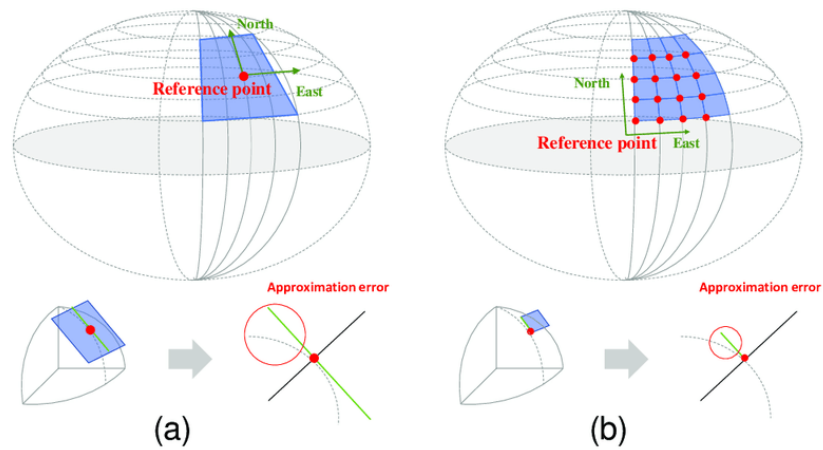 North
Reference point
East
North
Reference point
East
Approximation error
Approximation error
(a)
(b)